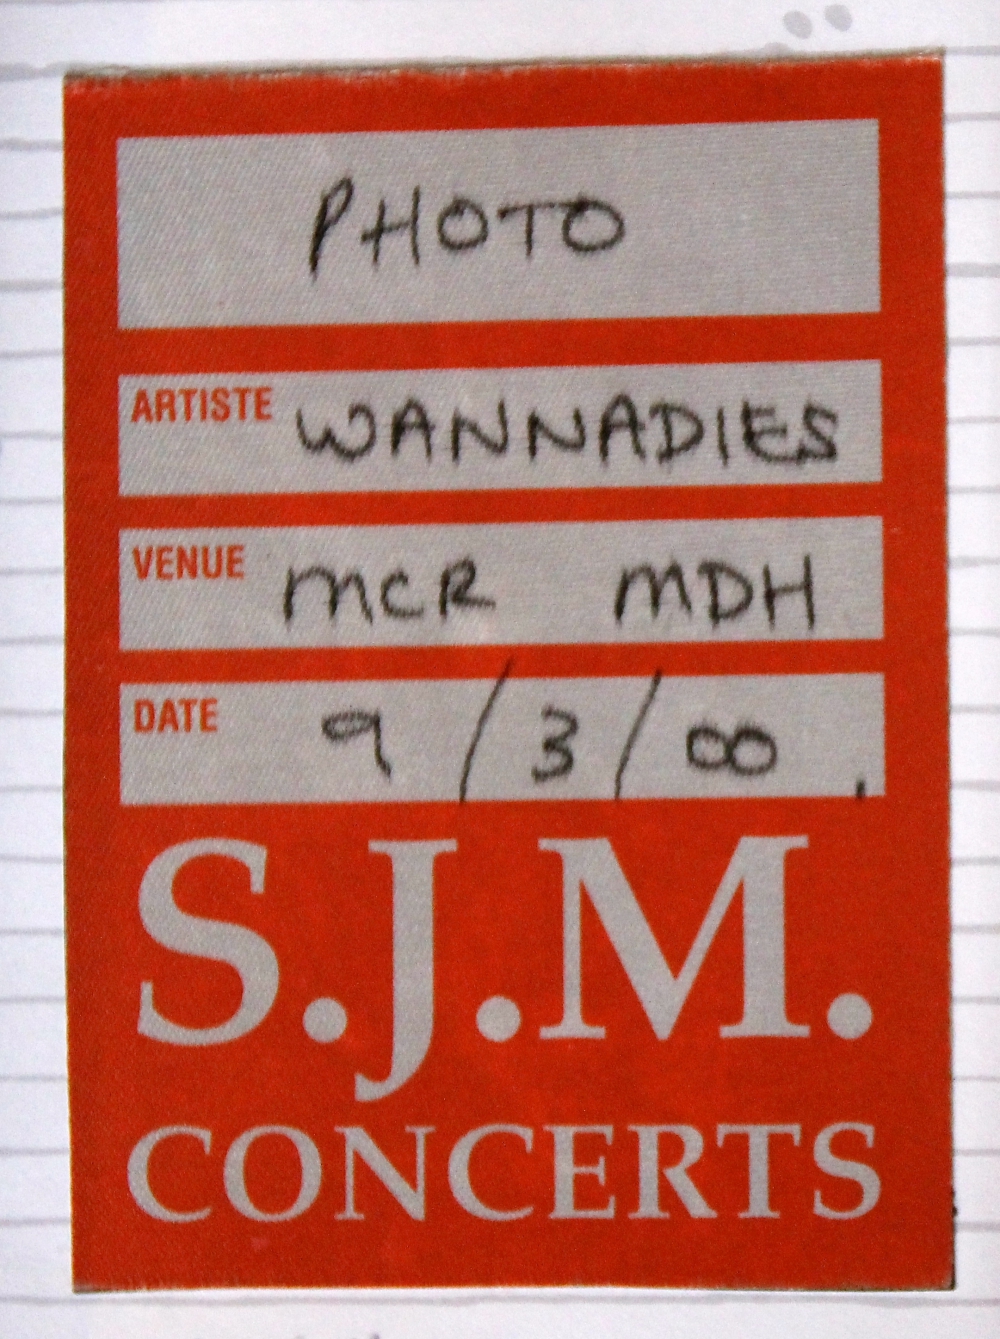 PHOTO
ARTISTE WANNADIES
VENUE MCR MDH
DATE 9/3/00
S.J.M.
CONCERTS